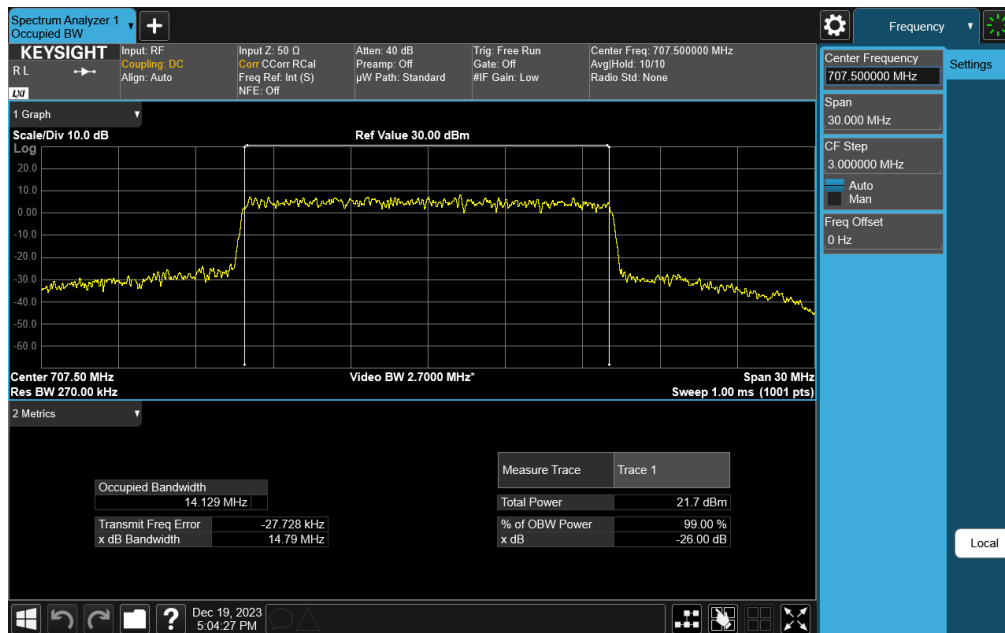 Spectrum Analyzer 1
Occupied BW
Frequency
KEYSIGHT
R L
LXI
Input: RF
Coupling: DC
Align: Auto
Input Z: 50 Ω
Corr CCorr RCal
Freq Ref: Int (S)
NFE: Off
Atten: 40 dB
Preamp: Off
µW Path: Standard
Trig: Free Run
Gate: Off
#IF Gain: Low
Center Freq: 707.500000 MHz
Avg|Hold: 10/10
Radio Std: None
Center Frequency
707.500000 MHz
Settings
Span
30.000 MHz
CF Step
3.000000 MHz
Auto
Man
Freq Offset
0 Hz
1 Graph
Scale/Div 10.0 dB
Ref Value 30.00 dBm
Log
20.0
10.0
0.00
-10.0
-20.0
-30.0
-40.0
-50.0
-60.0
Center 707.50 MHz
Video BW 2.7000 MHz*
Span 30 MHz
Res BW 270.00 kHz
Sweep 1.00 ms (1001 pts)
2 Metrics
Occupied Bandwidth
14.129 MHz
Transmit Freq Error -27.728 kHz
x dB Bandwidth 14.79 MHz
Measure Trace Trace 1
Total Power 21.7 dBm
% of OBW Power 99.00 %
x dB -26.00 dB
Local
?
Dec 19, 2023
5:04:27 PM